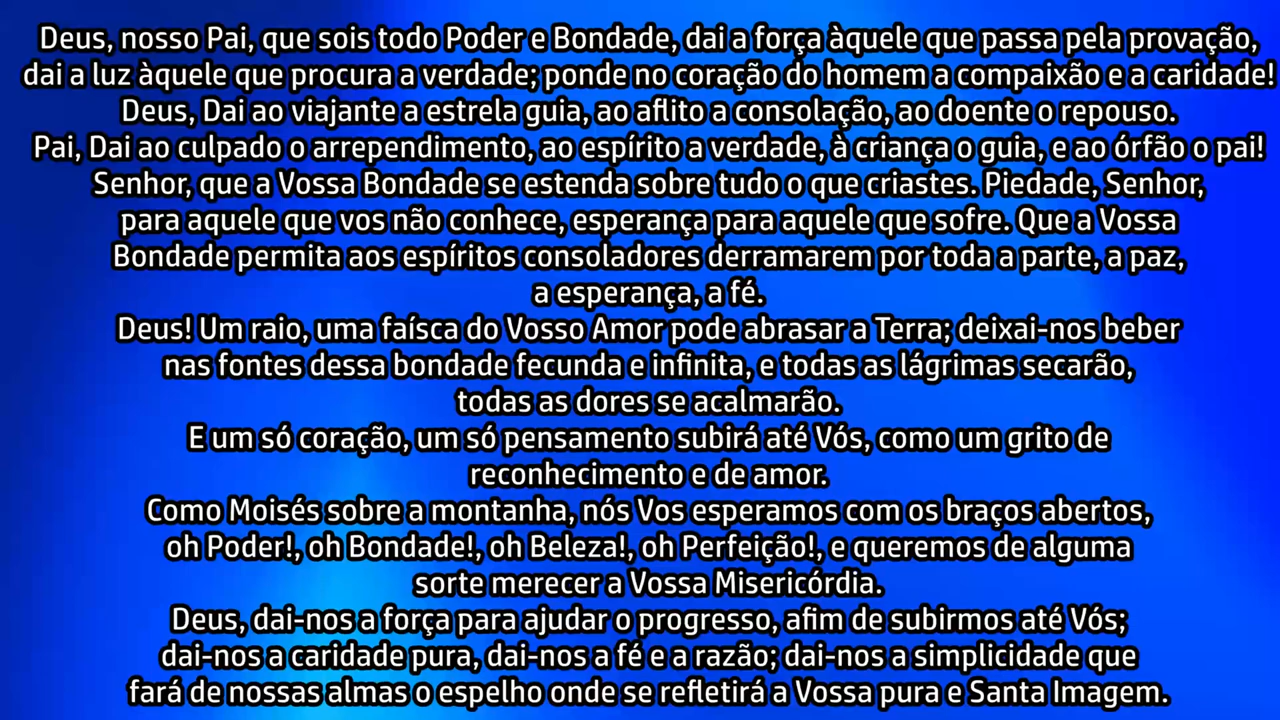 Deus, nosso Pai, que sois todo Poder e Bondade, dai a força àquele que passa pela provação,
dai a luz àquele que procura a verdade; ponde no coração do homem a compaixão e a caridade!
Deus, Dai ao viajante a estrela guia, ao aflito a consolação, ao doente o repouso.
Pai, Dai ao culpado o arrependimento, ao espírito a verdade, à criança o guia, e ao órfão o pai!
Senhor, que a Vossa Bondade se estenda sobre tudo o que criastes. Piedade, Senhor,
para aquele que vos não conhece, esperança para aquele que sofre. Que a Vossa
Bondade permita aos espíritos consoladores derramarem por toda a parte, a paz,
a esperança, a fé.
Deus! Um raio, uma faísca do Vosso Amor pode abrasar a Terra; deixai-nos beber
nas fontes dessa bondade fecunda e infinita, e todas as lágrimas secarão,
todas as dores se acalmarão.
E um só coração, um só pensamento subirá até Vós, como um grito de
reconhecimento e de amor.
Como Moisés sobre a montanha, nós Vos esperamos com os braços abertos,
oh Poder!, oh Bondade!, oh Beleza!, oh Perfeição!, e queremos de alguma
sorte merecer a Vossa Misericórdia.
Deus, dai-nos a força para ajudar o progresso, afim de subirmos até Vós;
dai-nos a caridade pura, dai-nos a fé e a razão; dai-nos a simplicidade que
fará de nossas almas o espelho onde se refletirá a Vossa pura e Santa Imagem.